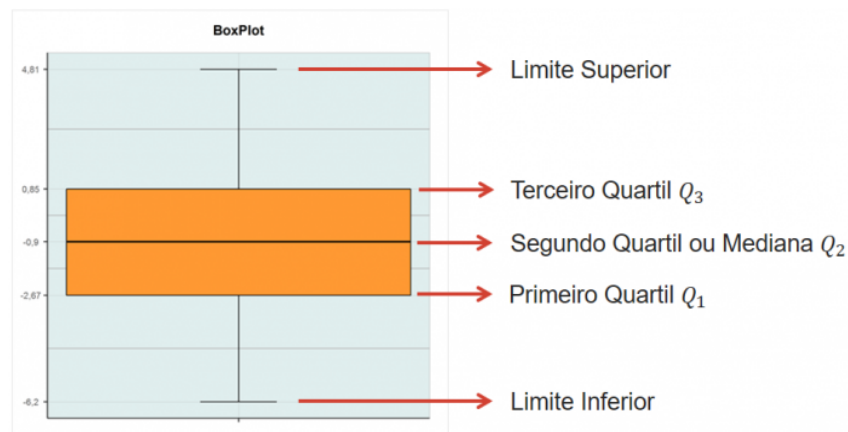 BoxPlot
4,81
Limite Superior
0,85
Terceiro Quartil Q₃
-0,9
Segundo Quartil ou Mediana Q₂
-2,67
Primeiro Quartil Q₁
-6,2
Limite Inferior